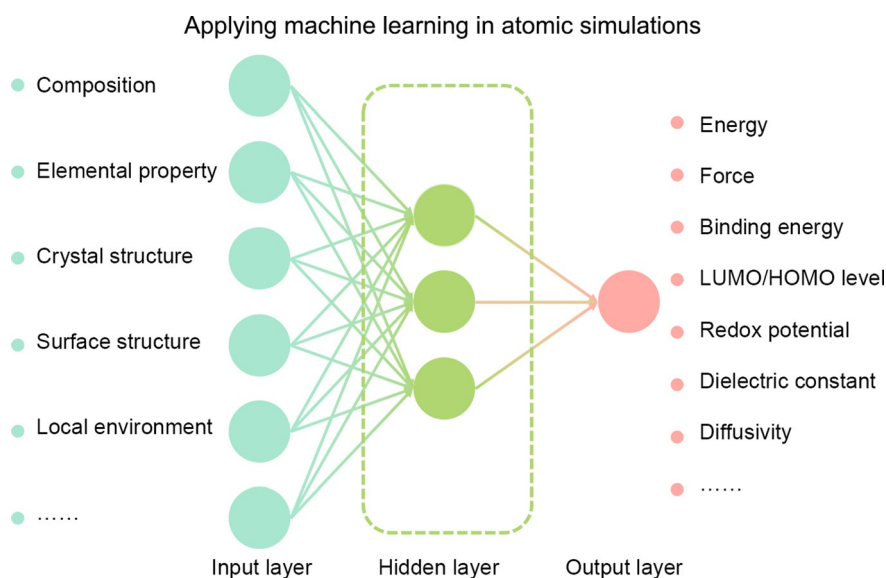 Applying machine learning in atomic simulations
Composition
Elemental property
Crystal structure
Surface structure
Local environment
……
Energy
Force
Binding energy
LUMO/HOMO level
Redox potential
Dielectric constant
Diffusivity
……
Input layer
Hidden layer
Output layer